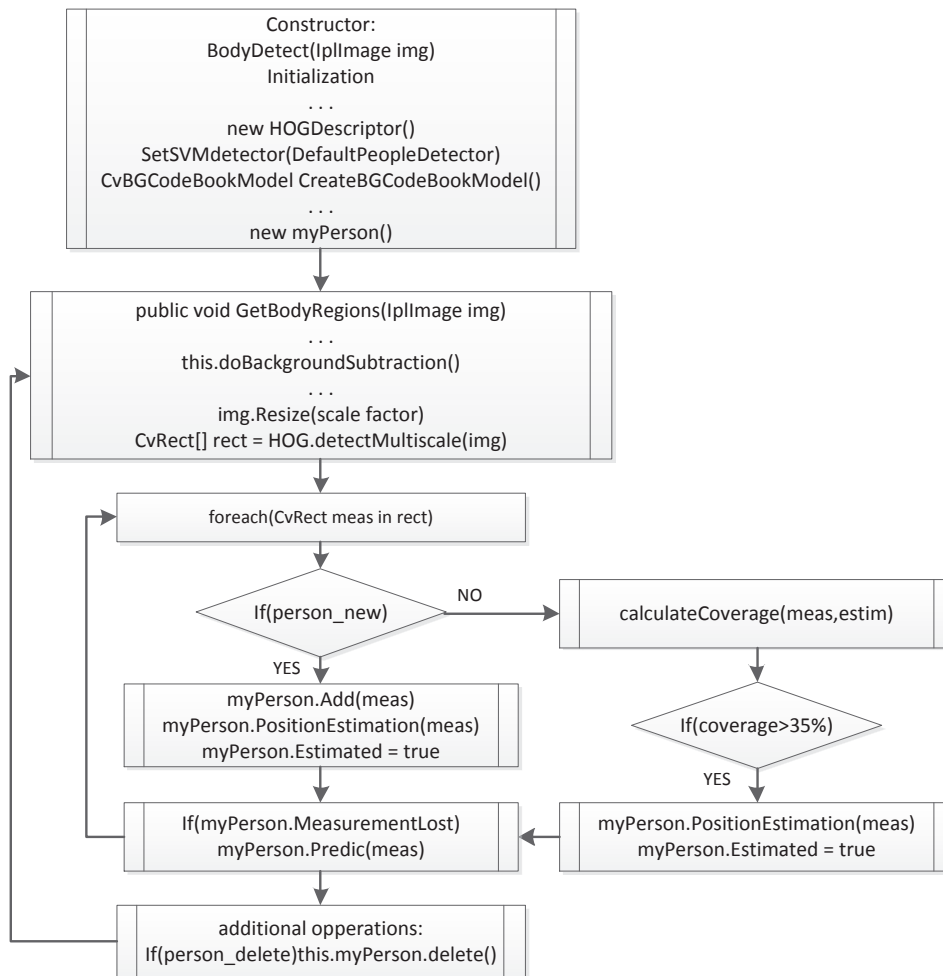 Constructor:
BodyDetect(IplImage img)
Initialization
. . .
new HOGDescriptor()
SetSVMdetector(DefaultPeopleDetector)
CvBGCodeBookModel CreateBGCodeBookModel()
. . .
new myPerson()
public void GetBodyRegions(IplImage img)
. . .
this.doBackgroundSubtraction()
. . .
img.Resize(scale factor)
CvRect[] rect = HOG.detectMultiscale(img)
foreach(CvRect meas in rect)
If(person_new)
NO
calculateCoverage(meas,estim)
YES
myPerson.Add(meas)
myPerson.PositionEstimation(meas)
myPerson.Estimated = true
If(coverage>35%)
YES
myPerson.PositionEstimation(meas)
myPerson.Estimated = true
If(myPerson.MeasurementLost)
myPerson.Predic(meas)
additional opperations:
If(person_delete)this.myPerson.delete()